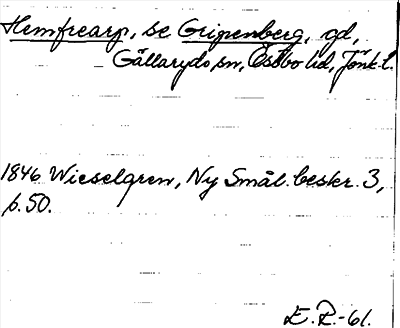 Hemfrearp, se Gripenberg, gd,
Gällaryds sn, Östbo hd, Jönk. l.
1846 Wieselgren, Ny Smål. beskr. 3,
p. 50.
E. R. -61.